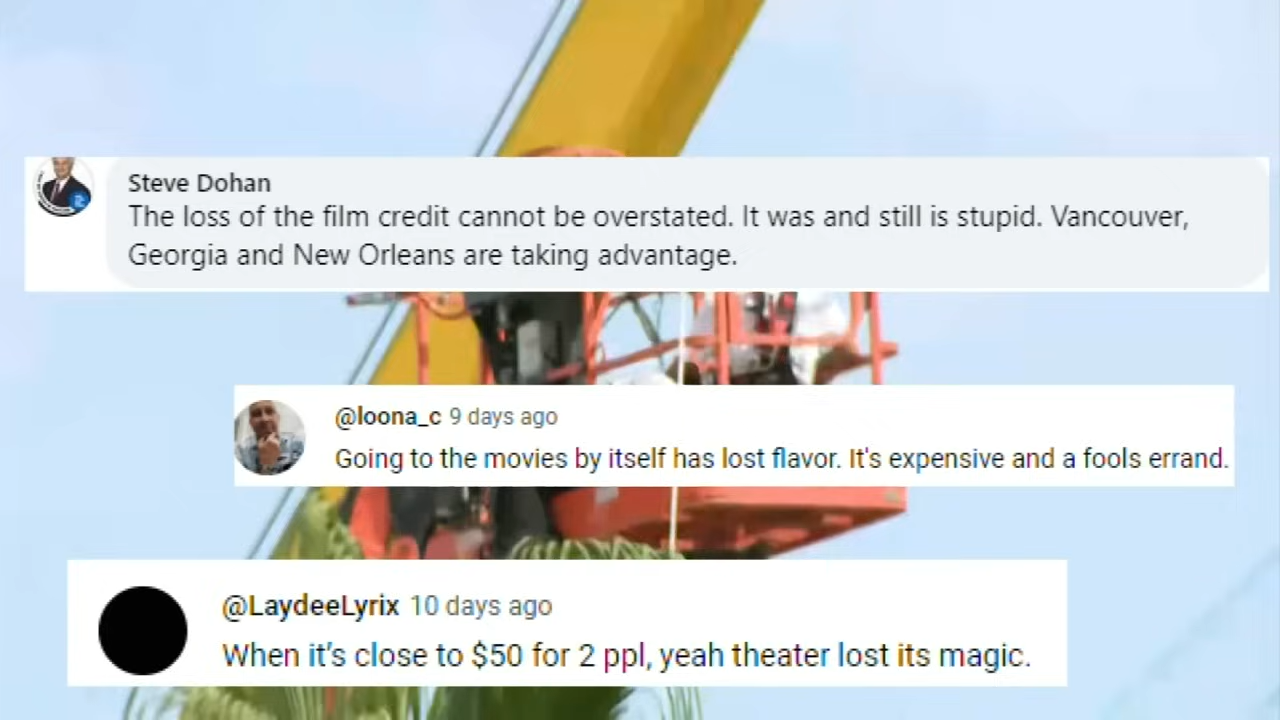 Steve Dohan
The loss of the film credit cannot be overstated. It was and still is stupid. Vancouver,
Georgia and New Orleans are taking advantage.
@loona_c 9 days ago
Going to the movies by itself has lost flavor. It's expensive and a fools errand.
@LaydeeLyrix 10 days ago
When it’s close to $50 for 2 ppl, yeah theater lost its magic.